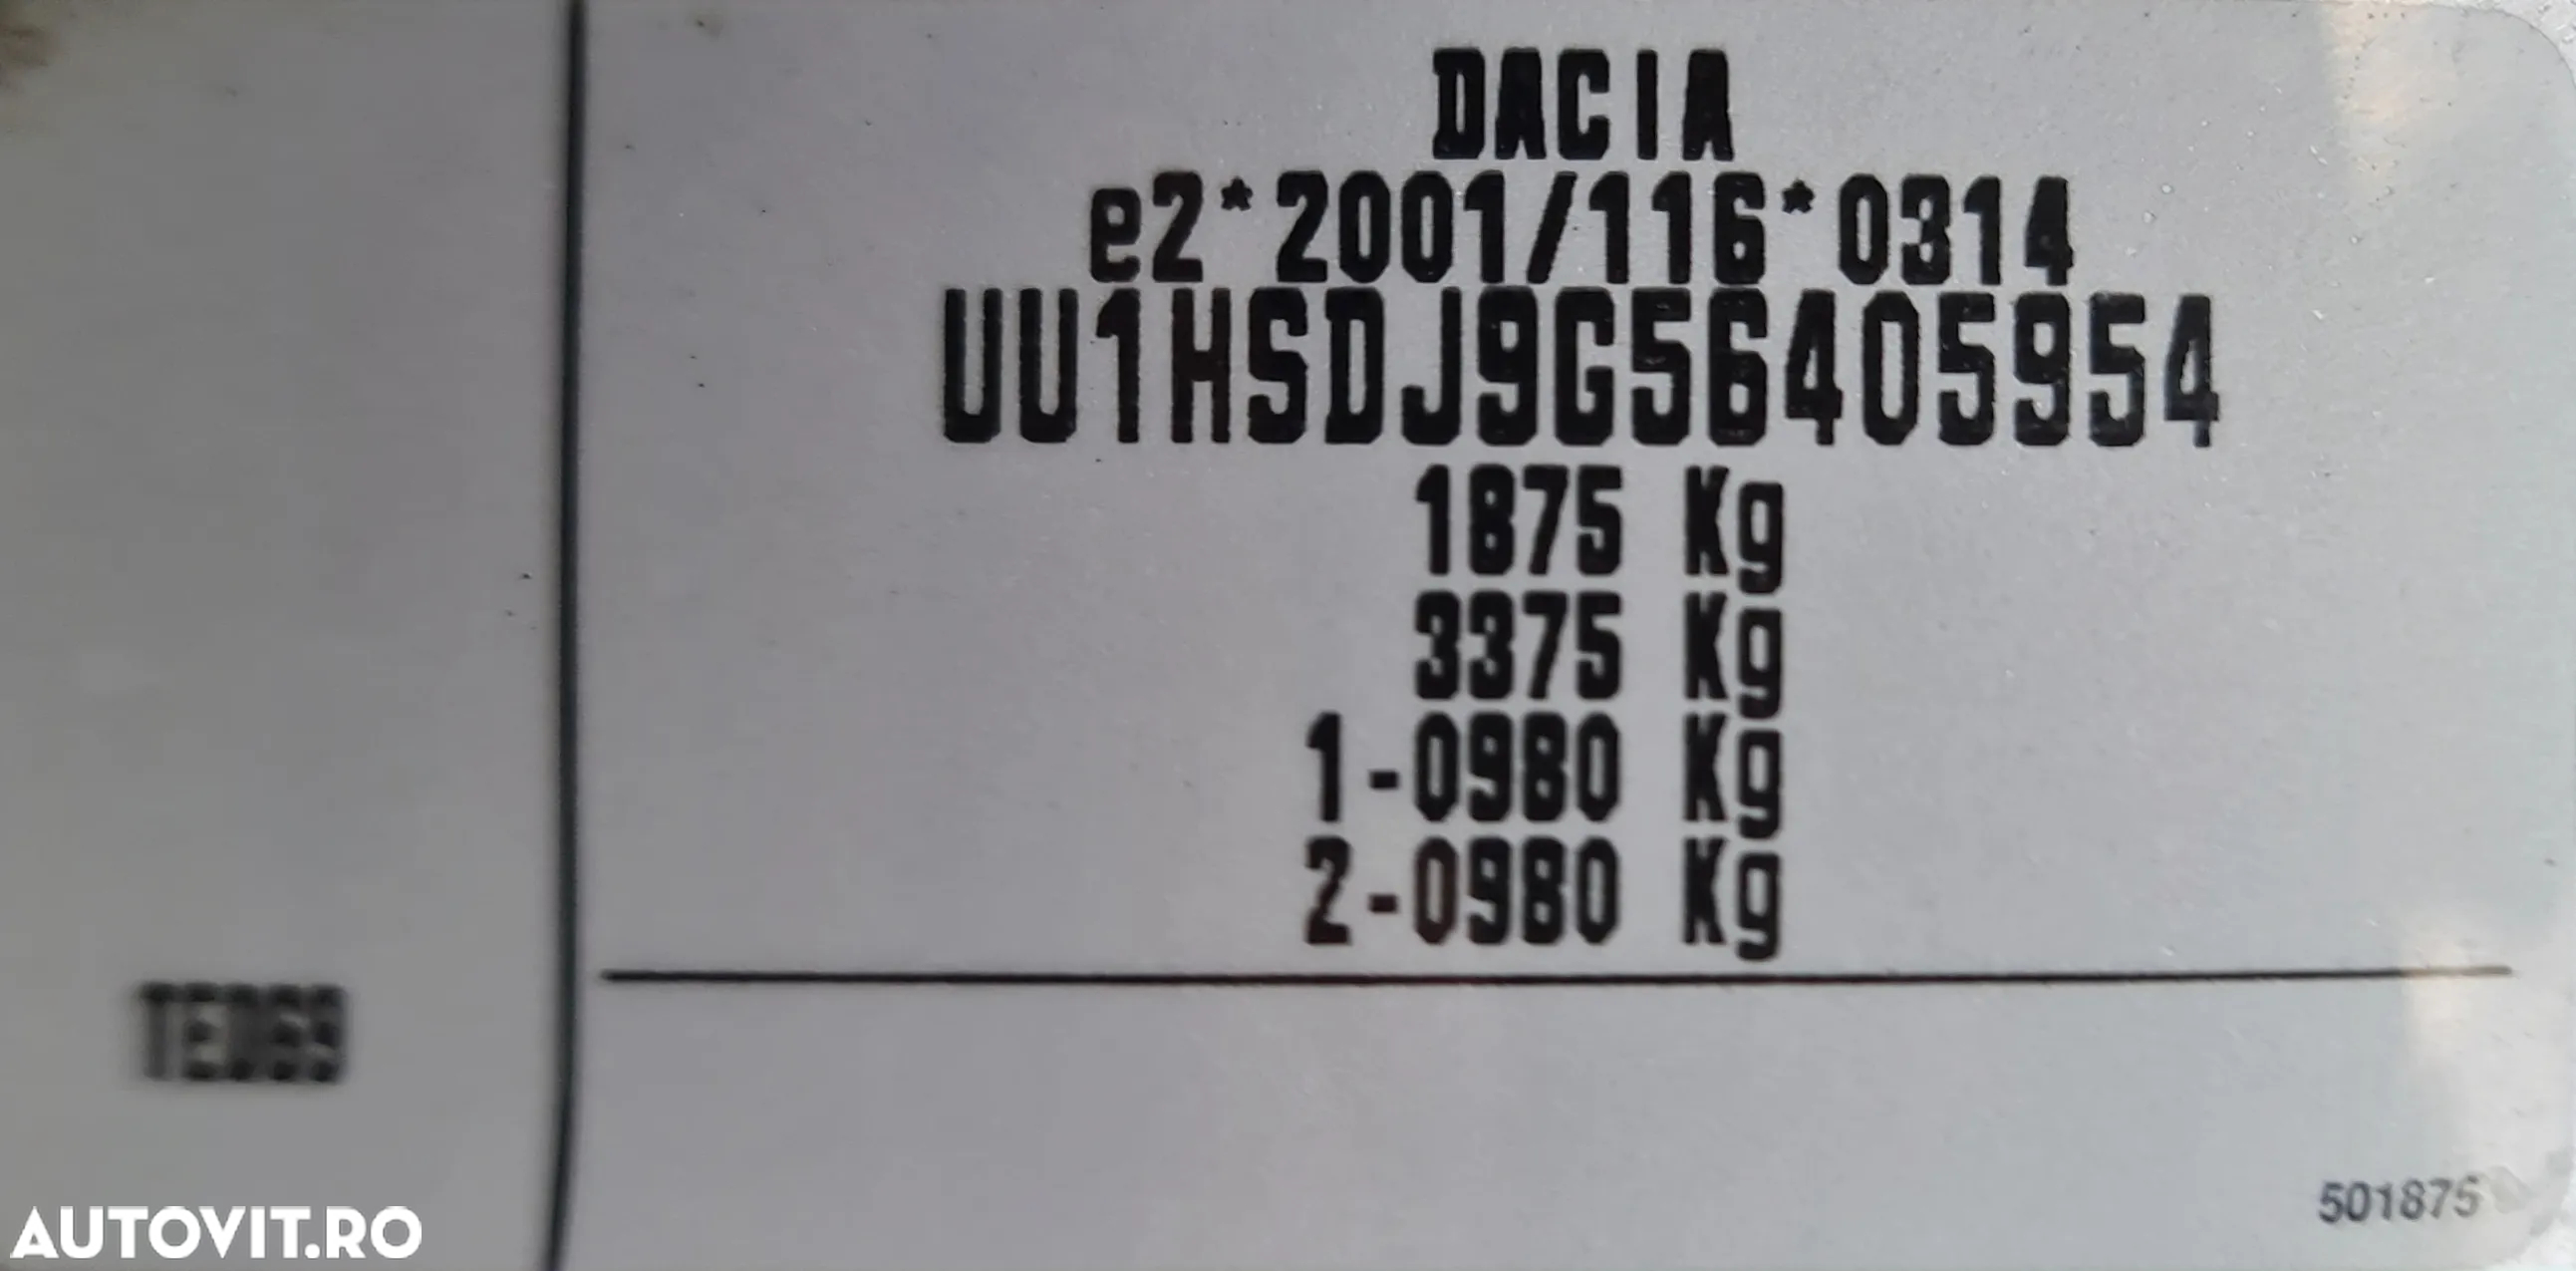 DACIA
e2*2001/116*0314
UU1HSDJ9G56405954
1875 Kg
3375 Kg
1-0980 Kg
2-0980 Kg
501875
AUTOVIT.RO